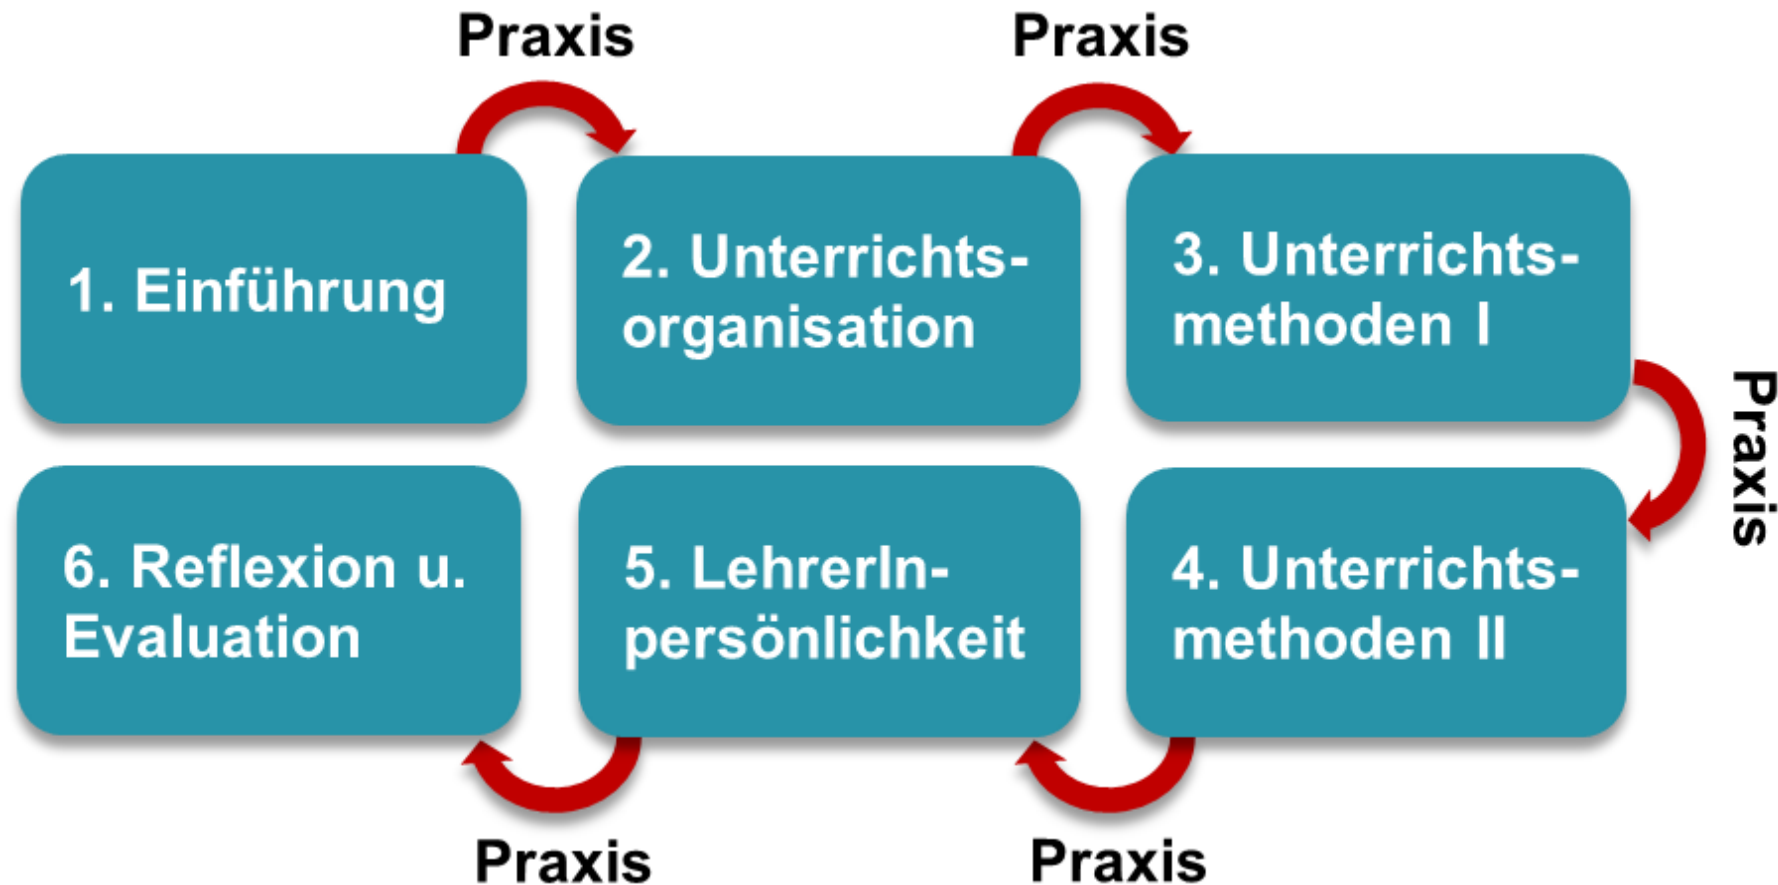 Praxis
Praxis
1. Einführung
2. Unterrichts-
organisation
3. Unterrichts-
methoden I
Praxis
4. Unterrichts-
methoden II
5. LehrerIn-
persönlichkeit
6. Reflexion u.
Evaluation
Praxis
Praxis